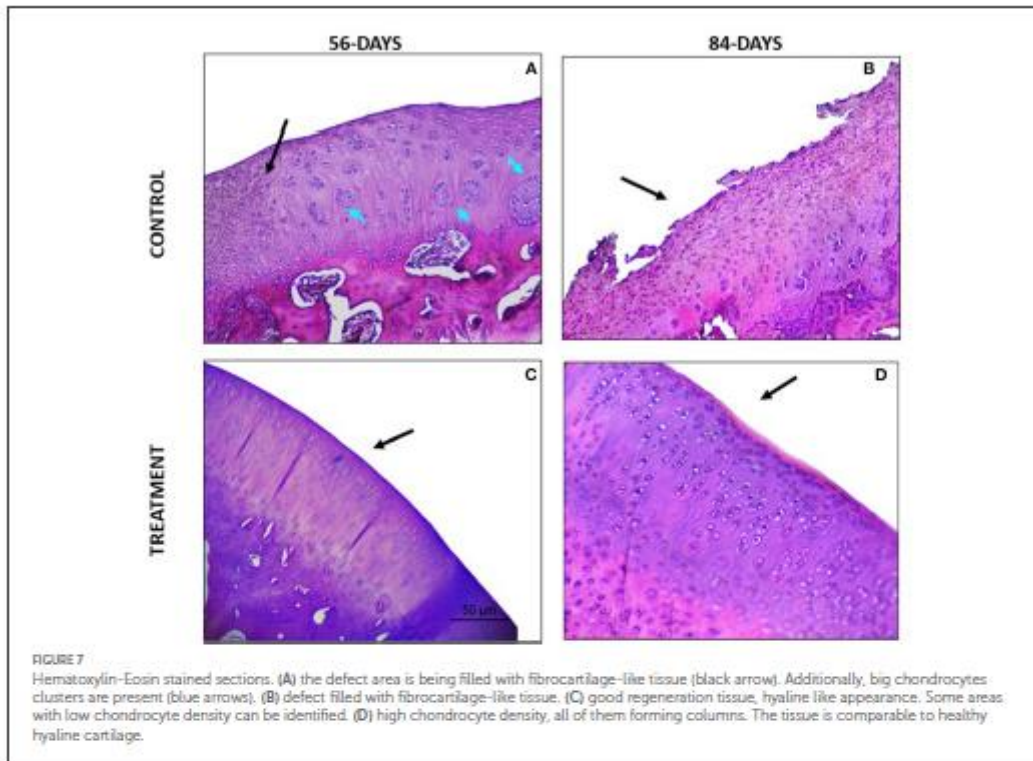 56-DAYS
84-DAYS
A
B
CONTROL
C
D
TREATMENT
50 µm
FIGURE 7
Hematoxylin-Eosin stained sections. (A) the defect area is being filled with fibrocartilage-like tissue (black arrow). Additionally, big chondrocytes
clusters are present (blue arrows). (B) defect filled with fibrocartilage-like tissue. (C) good regeneration tissue, hyaline like appearance. Some areas
with low chondrocyte density can be identified. (D) high chondrocyte density, all of them forming columns. The tissue is comparable to healthy
hyaline cartilage.